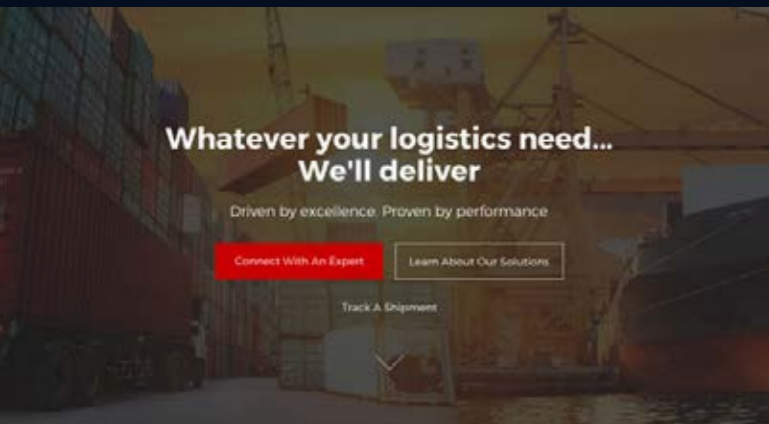 Whatever your logistics need...
We'll deliver
Driven by excellence. Proven by performance
Connect With An Expert
Learn About Our Solutions
Track A Shipment